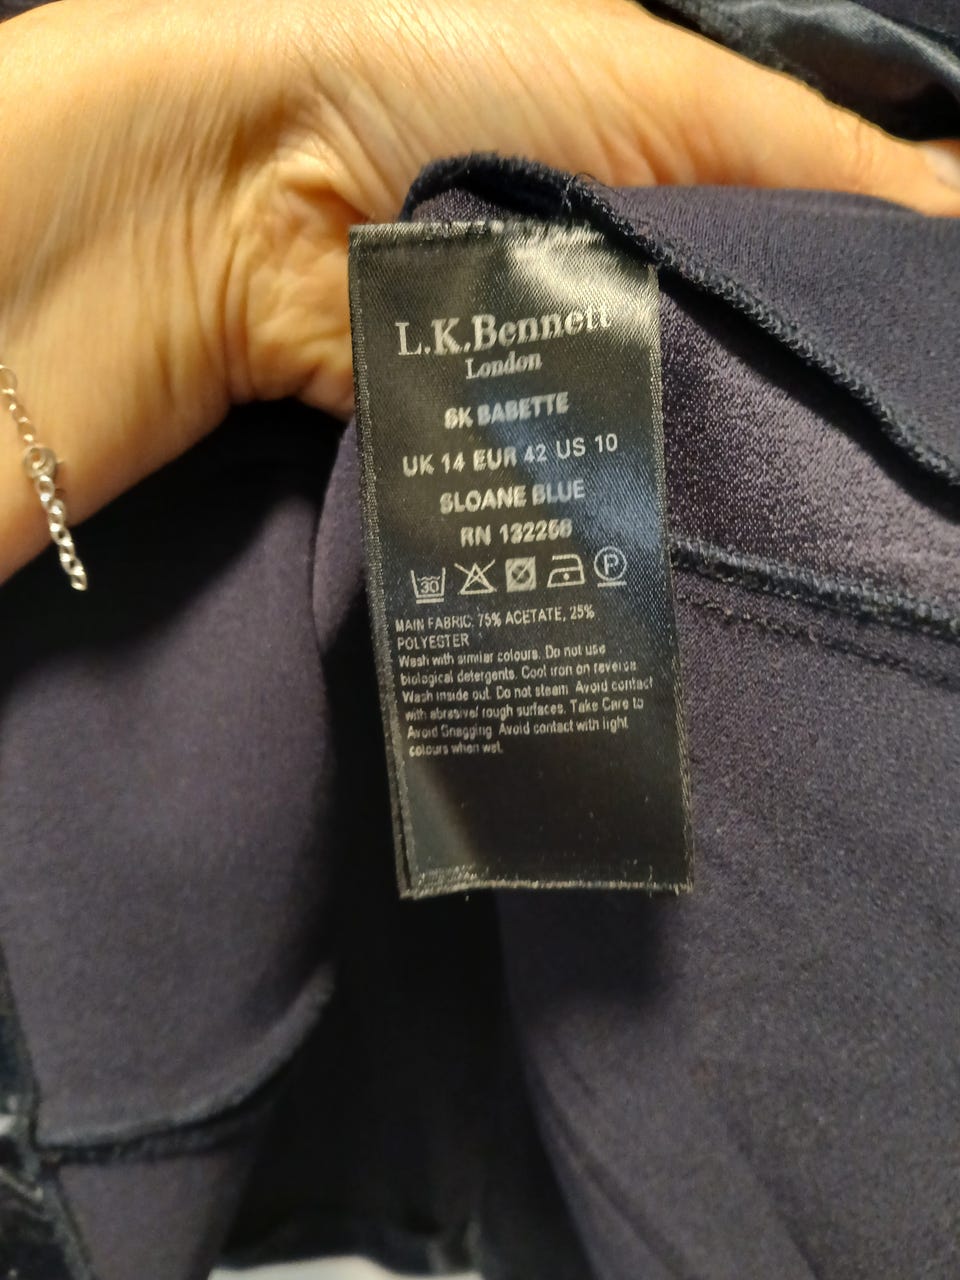 L.K.Bennett
London
SK BABETTE
UK 14 EUR 42 US 10
SLOANE BLUE
RN 132258
30 P
MAIN FABRIC: 75% ACETATE, 25%
POLYESTER
Wash with similar colours. Do not use
biological detergents. Cool iron on reverse
Wash inside out. Do not steam. Avoid contact
with abrasive/ rough surfaces. Take Care to
Avoid Snagging. Avoid contact with light
colours when wet.